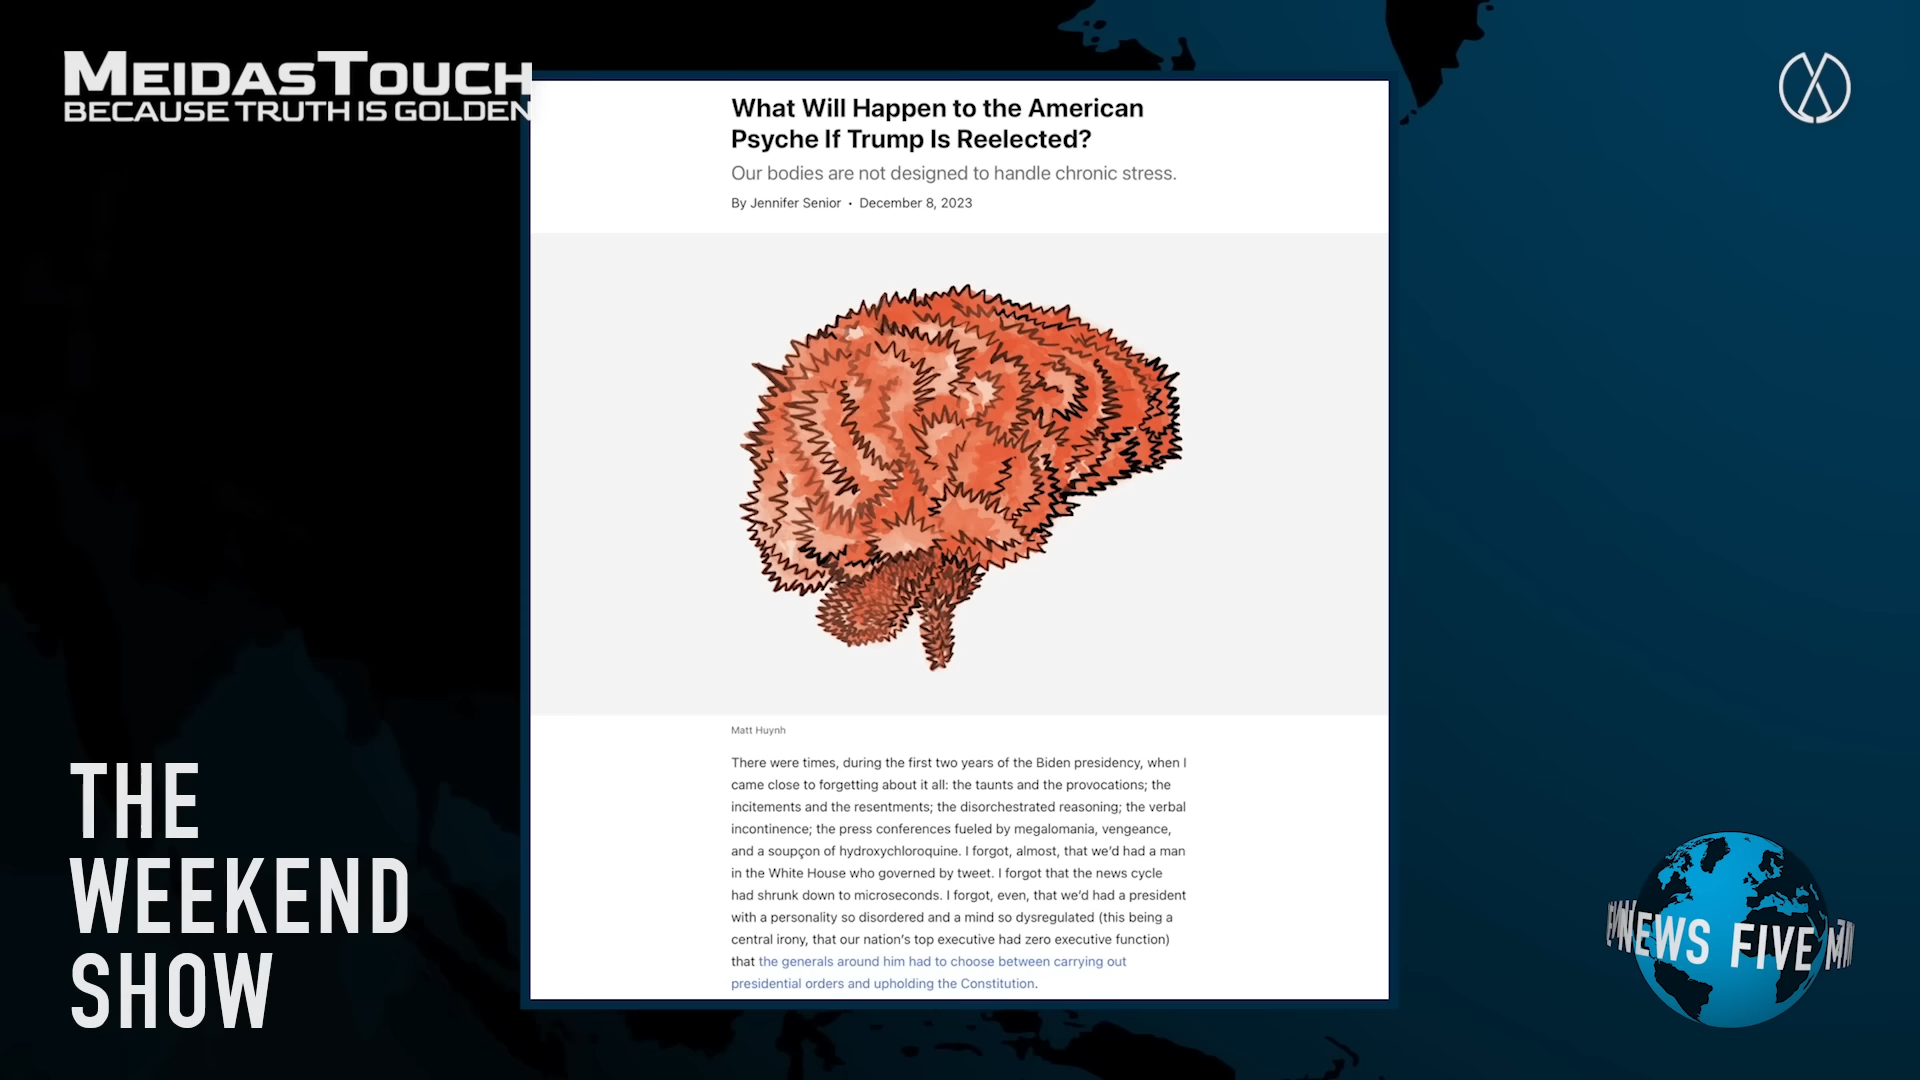 MEIDASTOUCH
BECAUSE TRUTH IS GOLDEN
What Will Happen to the American
Psyche If Trump Is Reelected?
Our bodies are not designed to handle chronic stress.
By Jennifer Senior • December 8, 2023
Matt Huynh
There were times, during the first two years of the Biden presidency, when I
came close to forgetting about it all: the taunts and the provocations; the
incitements and the resentments; the disorchestrated reasoning; the verbal
incontinence; the press conferences fueled by megalomania, vengeance,
and a soupçon of hydroxychloroquine. I forgot, almost, that we’d had a man
in the White House who governed by tweet. I forgot that the news cycle
had shrunk down to microseconds. I forgot, even, that we’d had a president
with a personality so disordered and a mind so dysregulated (this being a
central irony, that our nation’s top executive had zero executive function)
that the generals around him had to choose between carrying out
presidential orders and upholding the Constitution.
THE
WEEKEND
SHOW
NEWS FIVE